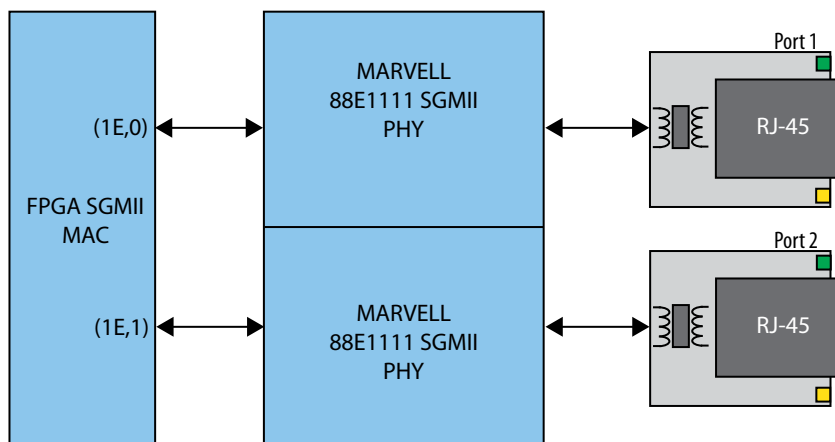 Port 1
MARVELL
88E1111 SGMII
PHY
(1E,0)
RJ-45
FPGA SGMII
MAC
Port 2
MARVELL
88E1111 SGMII
PHY
(1E,1)
RJ-45